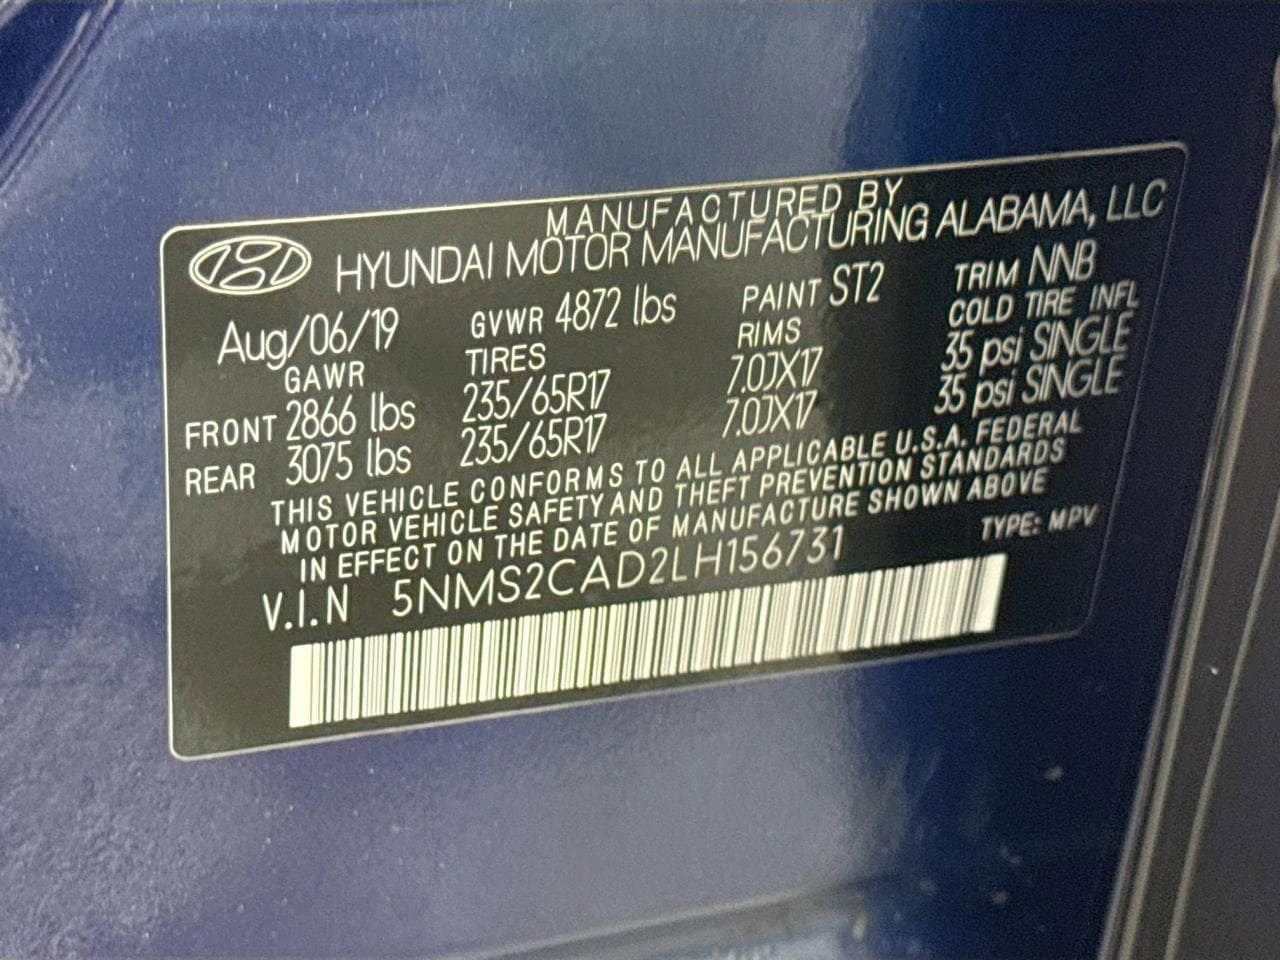 MANUFACTURED BY
HYUNDAI MOTOR MANUFACTURING ALABAMA, LLC
Aug/06/19 GVWR 4872 lbs PAINT ST2 TRIM NNB
GAWR TIRES RIMS COLD TIRE INFL
FRONT 2866 lbs 235/65R17 7.0JX17 35 psi SINGLE
REAR 3075 lbs 235/65R17 7.0JX17 35 psi SINGLE
THIS VEHICLE CONFORMS TO ALL APPLICABLE U.S.A. FEDERAL
MOTOR VEHICLE SAFETY AND THEFT PREVENTION STANDARDS
IN EFFECT ON THE DATE OF MANUFACTURE SHOWN ABOVE
V.I.N 5NMS2CAD2LH156731 TYPE: MPV